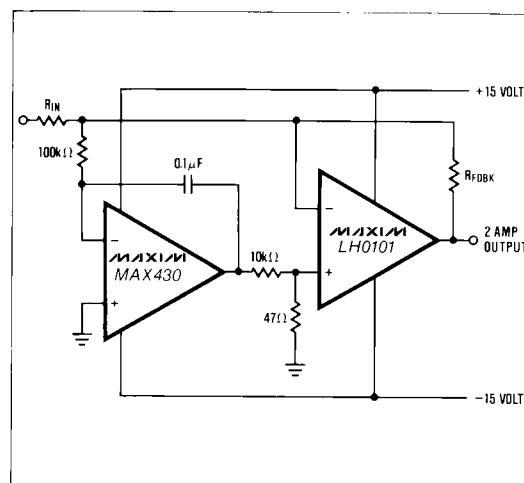 +15 VOLT
RIN
100kΩ
0.1μF
RFDBK
MAXIM
MAX430
10kΩ
47Ω
MAXIM
LH0101
2 AMP
OUTPUT
-15 VOLT